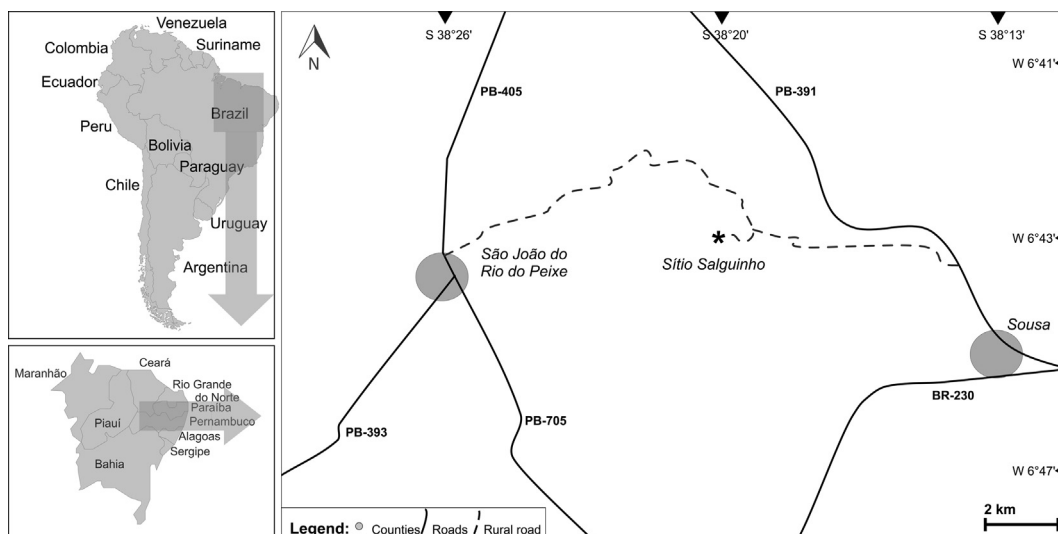 Venezuela
Colombia
Suriname
Ecuador
Brazil
Peru
Bolivia
Paraguay
Chile
Uruguay
Argentina
Maranhão
Ceará
Rio Grande
do Norte
Paraíba
Piauí
Pernambuco
Alagoas
Sergipe
Bahia
N
S 38°26'
S 38°20'
S 38°13'
W 6°41'
PB-405
PB-391
São João do
Rio do Peixe
*
Sítio Salguinho
W 6°43'
Sousa
BR-230
PB-393
PB-705
W 6°47'
2 km
Legend: Counties Roads Rural road